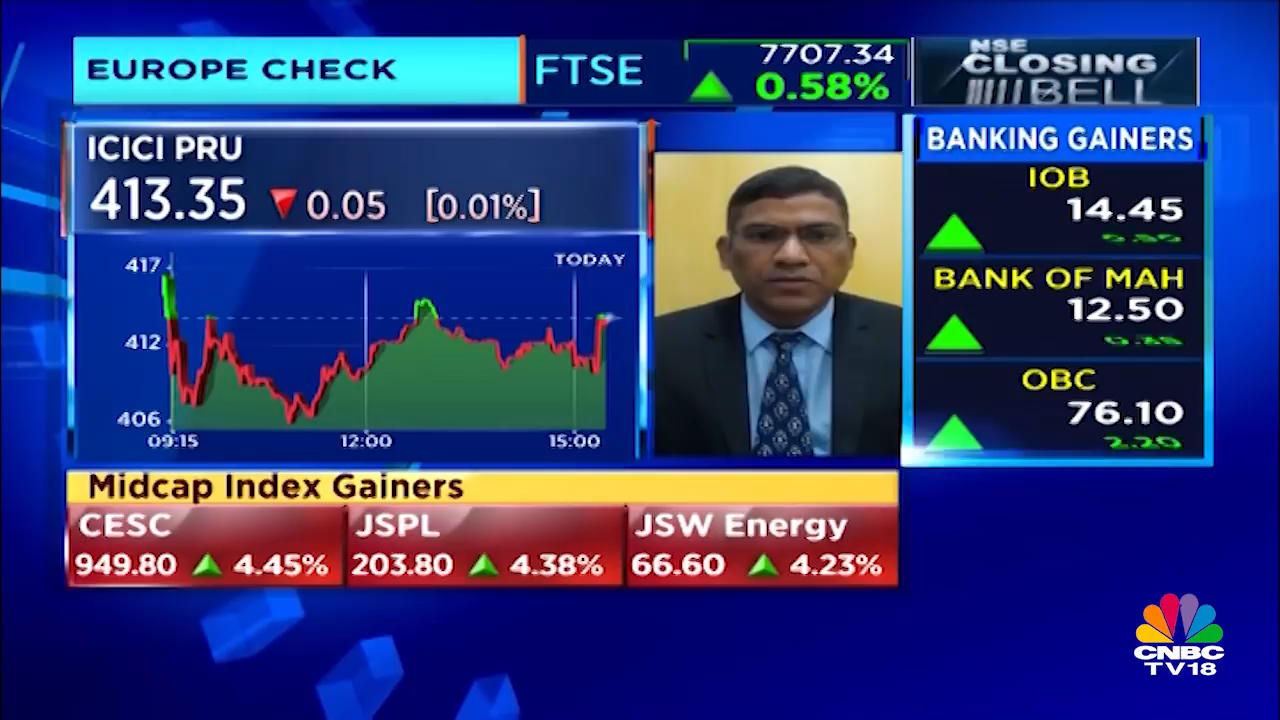 EUROPE CHECK
FTSE
7707.34
0.58%
NSE
CLOSING
BELL
ICICI PRU
413.35 0.05 [0.01%]
TODAY
417
412
406
09:15 12:00 15:00
BANKING GAINERS
IOB
14.45
BANK OF MAH
12.50
OBC
76.10
2.20
Midcap Index Gainers
CESC
949.80 4.45%
JSPL
203.80 4.38%
JSW Energy
66.60 4.23%
CNBC
TV18